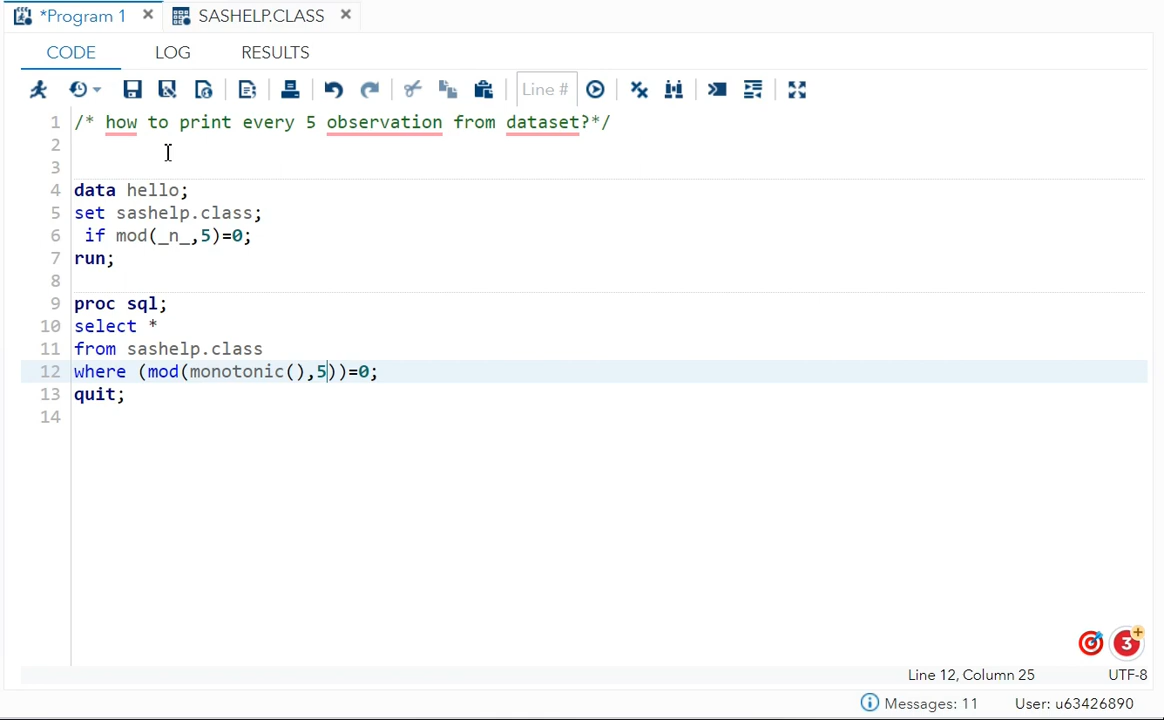 *Program 1 × SASHELP.CLASS ×
CODE LOG RESULTS
Line #
1 /* how to print every 5 observation from dataset?*/
2
3
4 data hello;
5 set sashelp.class;
6 if mod(_n_,5)=0;
7 run;
8
9 proc sql;
10 select *
11 from sashelp.class
12 where (mod(monotonic(),5))=0;
13 quit;
14
3
Line 12, Column 25 UTF-8
Messages: 11 User: u63426890